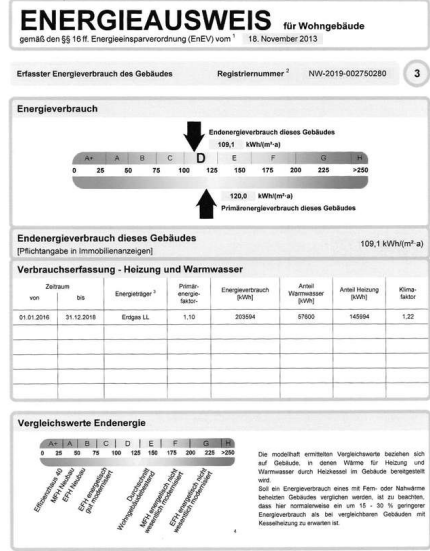 ENERGIEAUSWEIS für Wohngebäude
gemäß den §§ 16 ff. Energieeinsparverordnung (EnEV) vom 1 18. November 2013
Erfasster Energieverbrauch des Gebäudes Registriernummer 2 NW-2019-002750280 3
Energieverbrauch
Endenergieverbrauch dieses Gebäudes
109,1 kWh/(m²·a)
A+ A B C D E F G H
0 25 50 75 100 125 150 175 200 225 >250
120,0 kWh/(m²·a)
Primärenergieverbrauch dieses Gebäudes
Endenergieverbrauch dieses Gebäudes
[Pflichtangabe in Immobilienanzeigen] 109,1 kWh/(m²·a)
Verbrauchserfassung - Heizung und Warmwasser
Zeitraum
von bis
Energieträger 3
Primär-
energie-
faktor-
Energieverbrauch
[kWh]
Anteil
Warmwasser
[kWh]
Anteil Heizung
[kWh]
Klima-
faktor
01.01.2016 31.12.2018 Erdgas LL 1,10 203594 57600 145994 1,22
Vergleichswerte Endenergie
A+ A B C D E F G H
0 25 50 75 100 125 150 175 200 225 >250
Effizienzhaus 40
MFH Neubau
EFH Neubau
EFH energetisch
gut modernisiert
Durchschnitt
Wohngebäudebestand
MFH energetisch nicht
wesentlich modernisiert
EFH energetisch nicht
wesentlich modernisiert
4
Die modellhaft ermittelten Vergleichswerte beziehen sich
auf Gebäude, in denen Wärme für Heizung und
Warmwasser durch Heizkessel im Gebäude bereitgestellt
wird.
Soll ein Energieverbrauch eines mit Fern- oder Nahwärme
beheizten Gebäudes verglichen werden, ist zu beachten,
dass hier normalerweise ein um 15 - 30 % geringerer
Energieverbrauch als bei vergleichbaren Gebäuden mit
Kesselheizung zu erwarten ist.